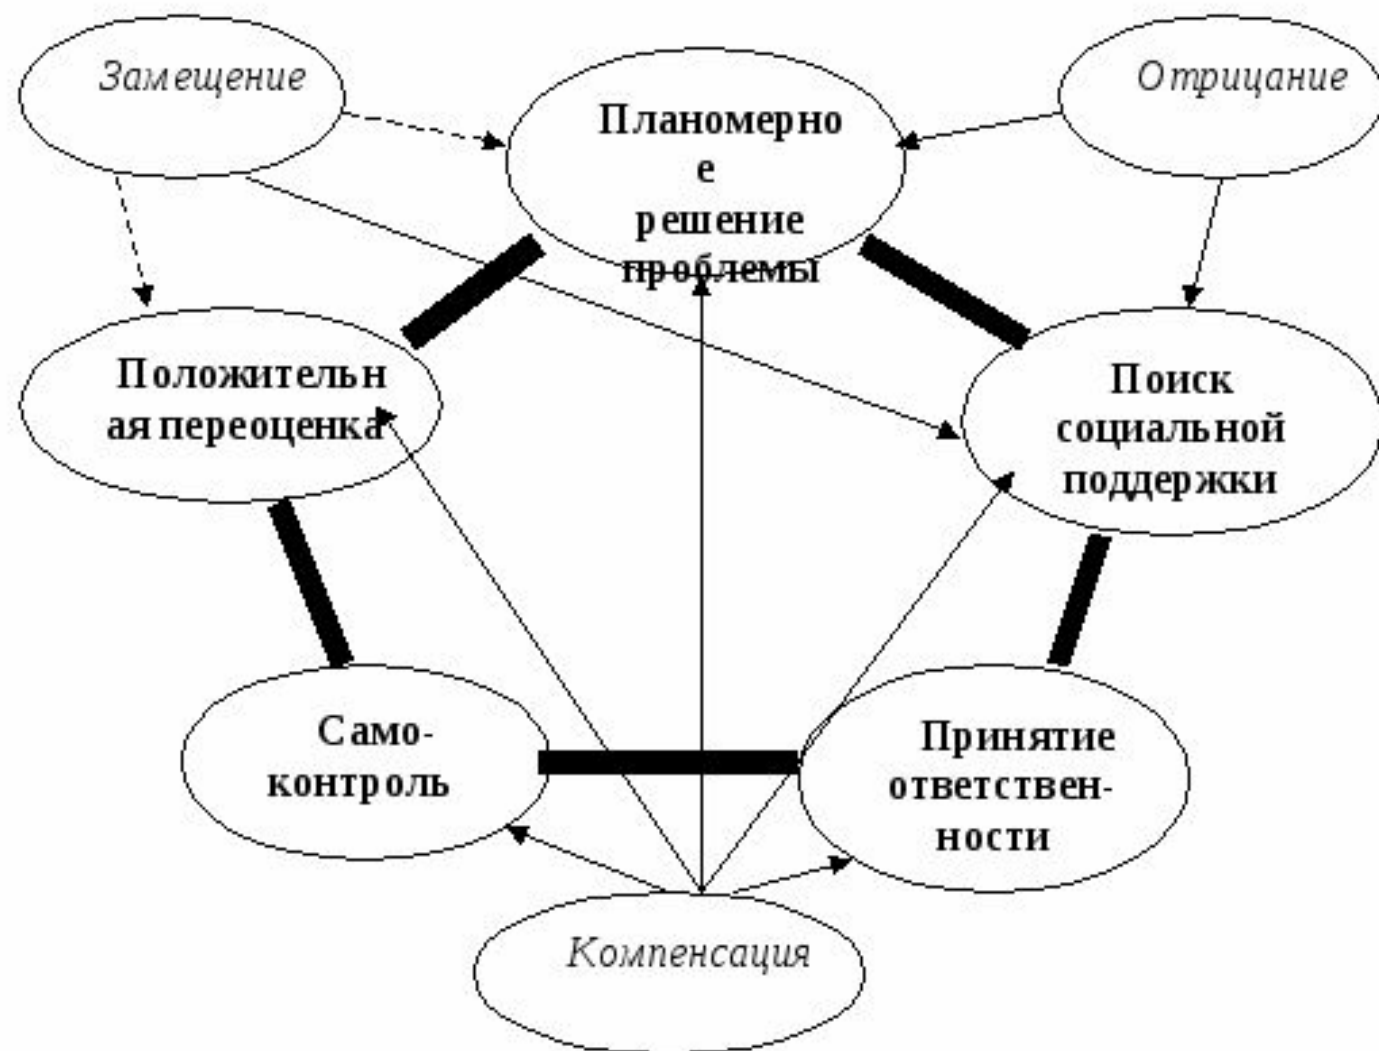 Замещение
Отрицание
Планомерно
е
решение
проблемы
Положительн
ая переоценка
Поиск
социальной
поддержки
Само-
контроль
Принятие
ответствен-
ности
Компенсация